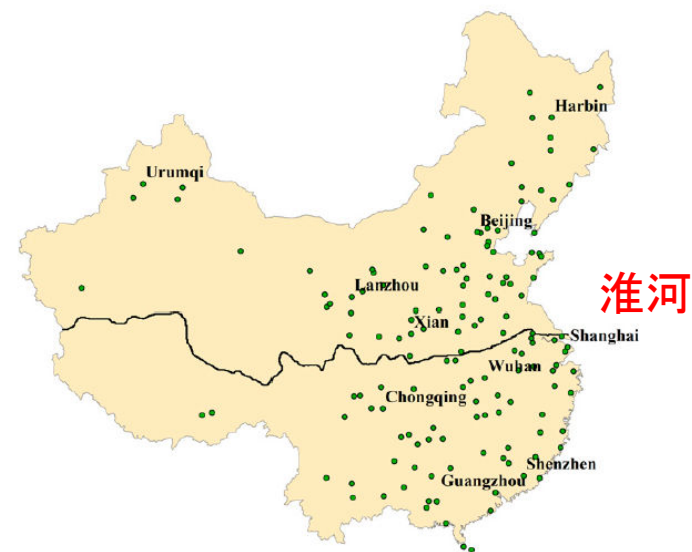 Harbin
Urumqi
Beijing
Lanzhou
淮河
Xian
Shanghai
Wuhan
Chongqing
Shenzhen
Guangzhou